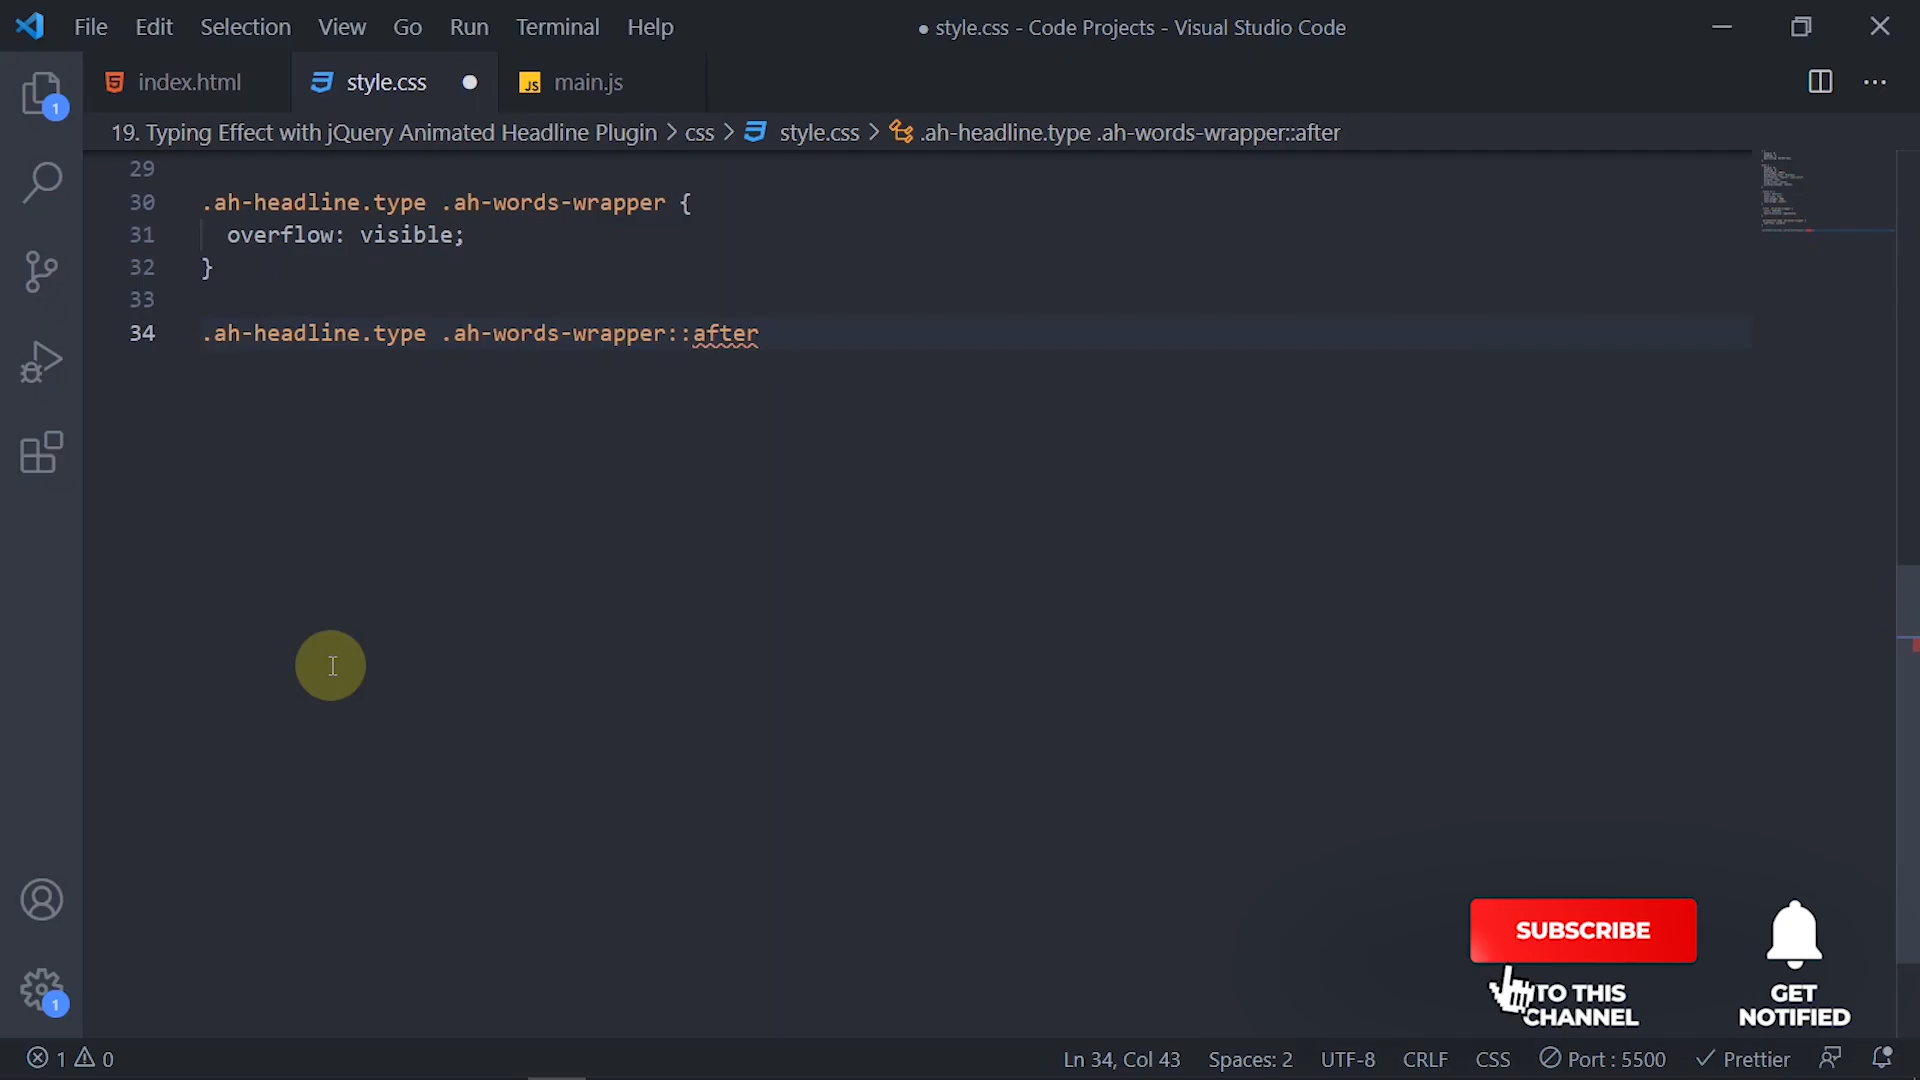 File Edit Selection View Go Run Terminal Help
● style.css - Code Projects - Visual Studio Code
index.html
style.css ●
JS main.js
19. Typing Effect with jQuery Animated Headline Plugin > css > style.css > .ah-headline.type .ah-words-wrapper::after
29
30 .ah-headline.type .ah-words-wrapper {
31 overflow: visible;
32 }
33
34 .ah-headline.type .ah-words-wrapper::after
1
1
SUBSCRIBE
TO THIS
CHANNEL
GET
NOTIFIED
1 0
Ln 34, Col 43 Spaces: 2 UTF-8 CRLF CSS Port : 5500 Prettier